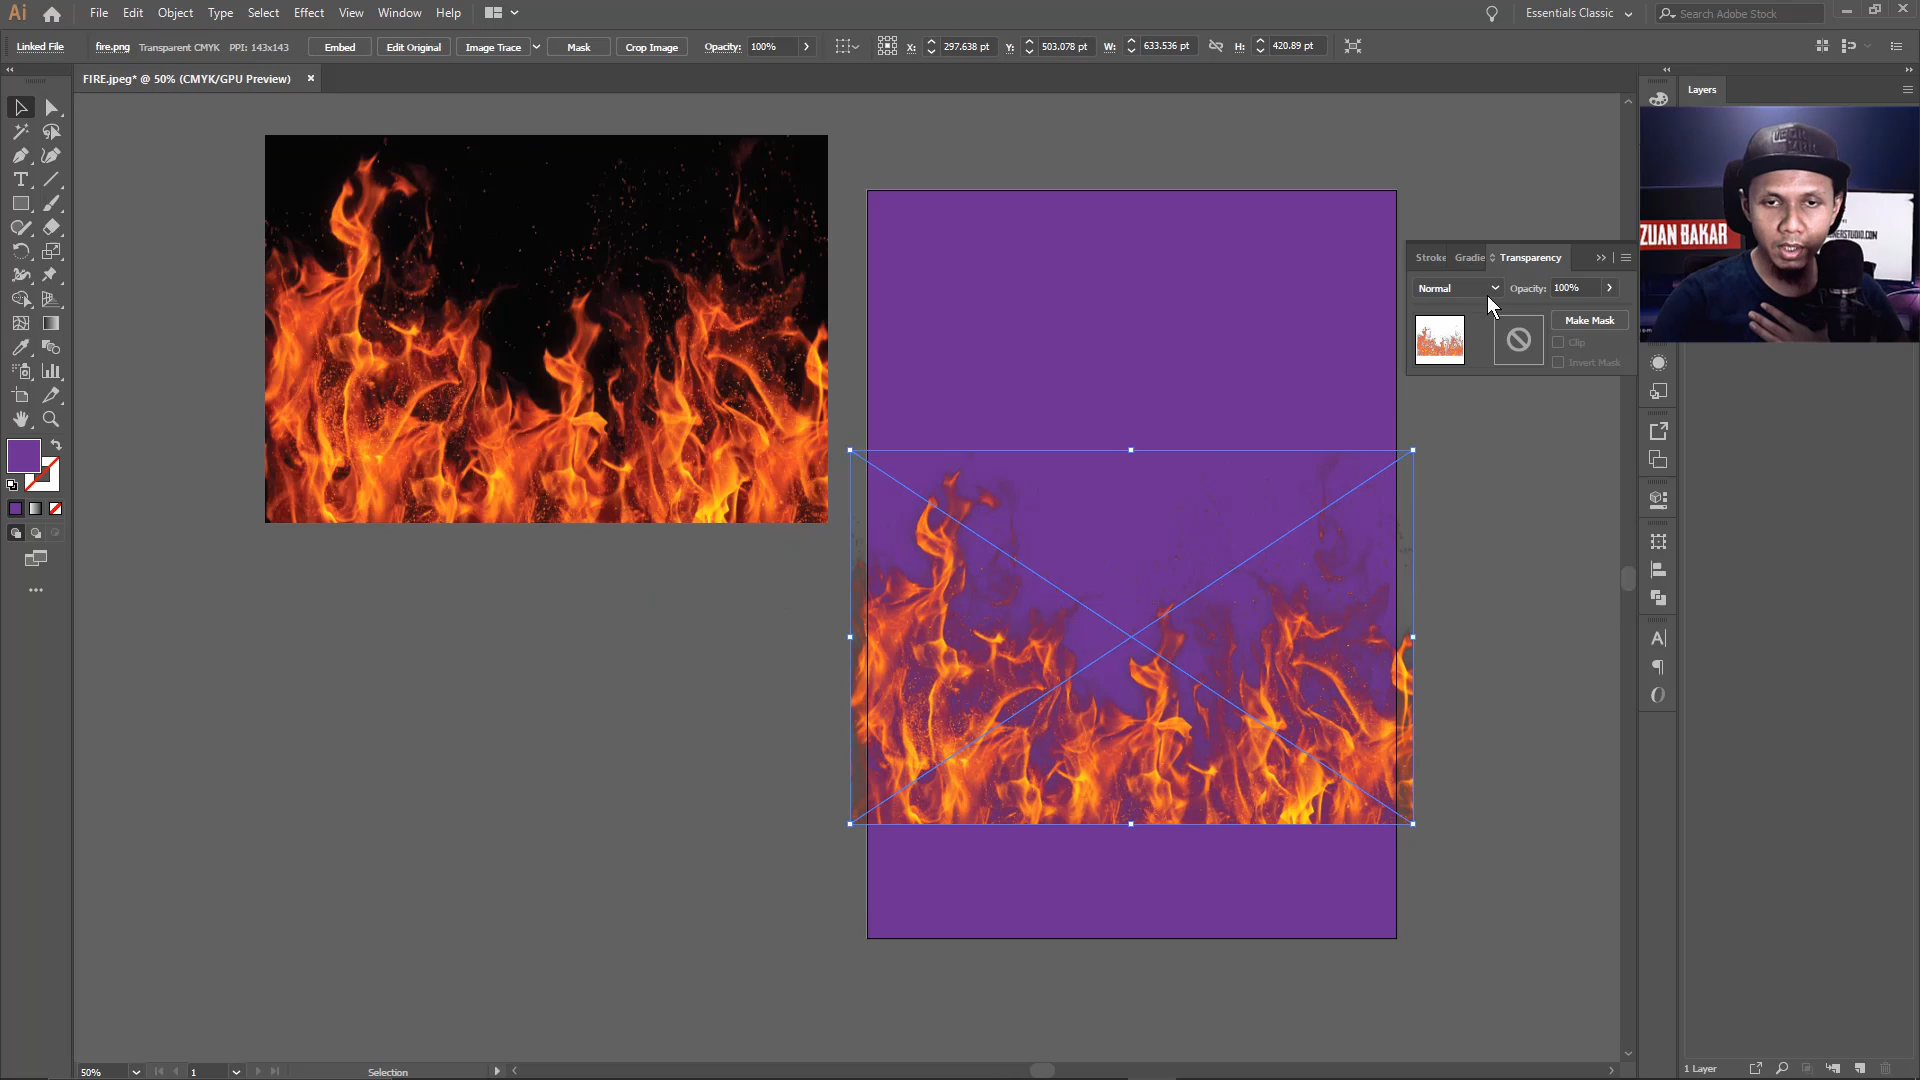 Ai File Edit Object Type Select Effect View Window Help Essentials Classic Search Adobe Stock
Linked File fire.png Transparent CMYK PPI: 143x143 Embed Edit Original Image Trace Mask Crop Image Opacity: 100% X: 297.638 pt Y: 503.078 pt W: 633.536 pt H: 420.89 pt
FIRE.jpeg* @ 50% (CMYK/GPU Preview)
Layers
ZUAN BAKAR
Stroke Gradie Transparency
Normal Opacity: 100%
Make Mask
Clip
Invert Mask
50% 1 Selection
1 Layer